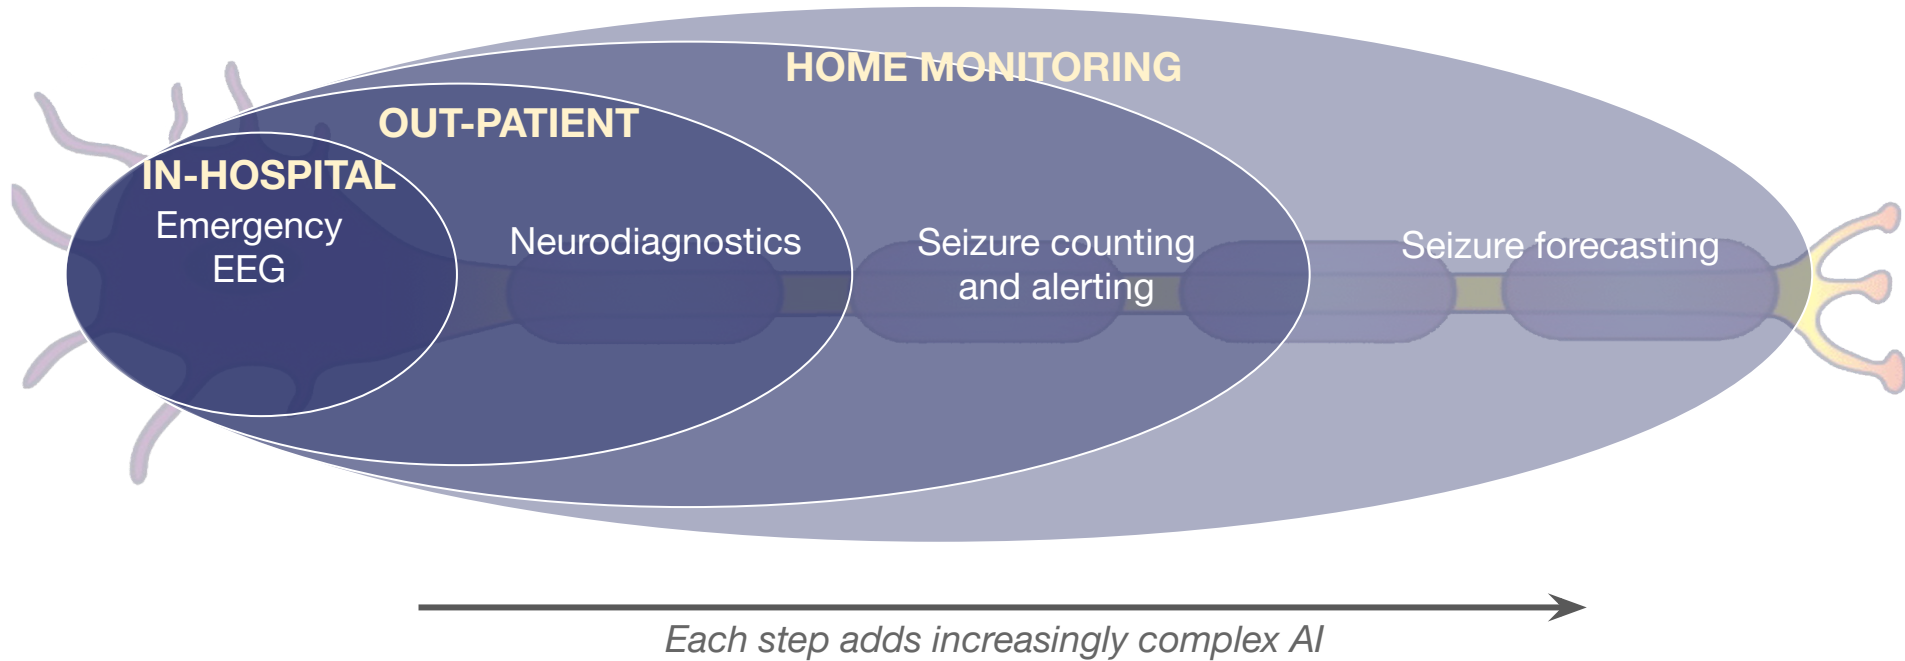 HOME MONITORING
OUT-PATIENT
IN-HOSPITAL
Emergency
EEG
Neurodiagnostics
Seizure counting
and alerting
Seizure forecasting
Each step adds increasingly complex AI